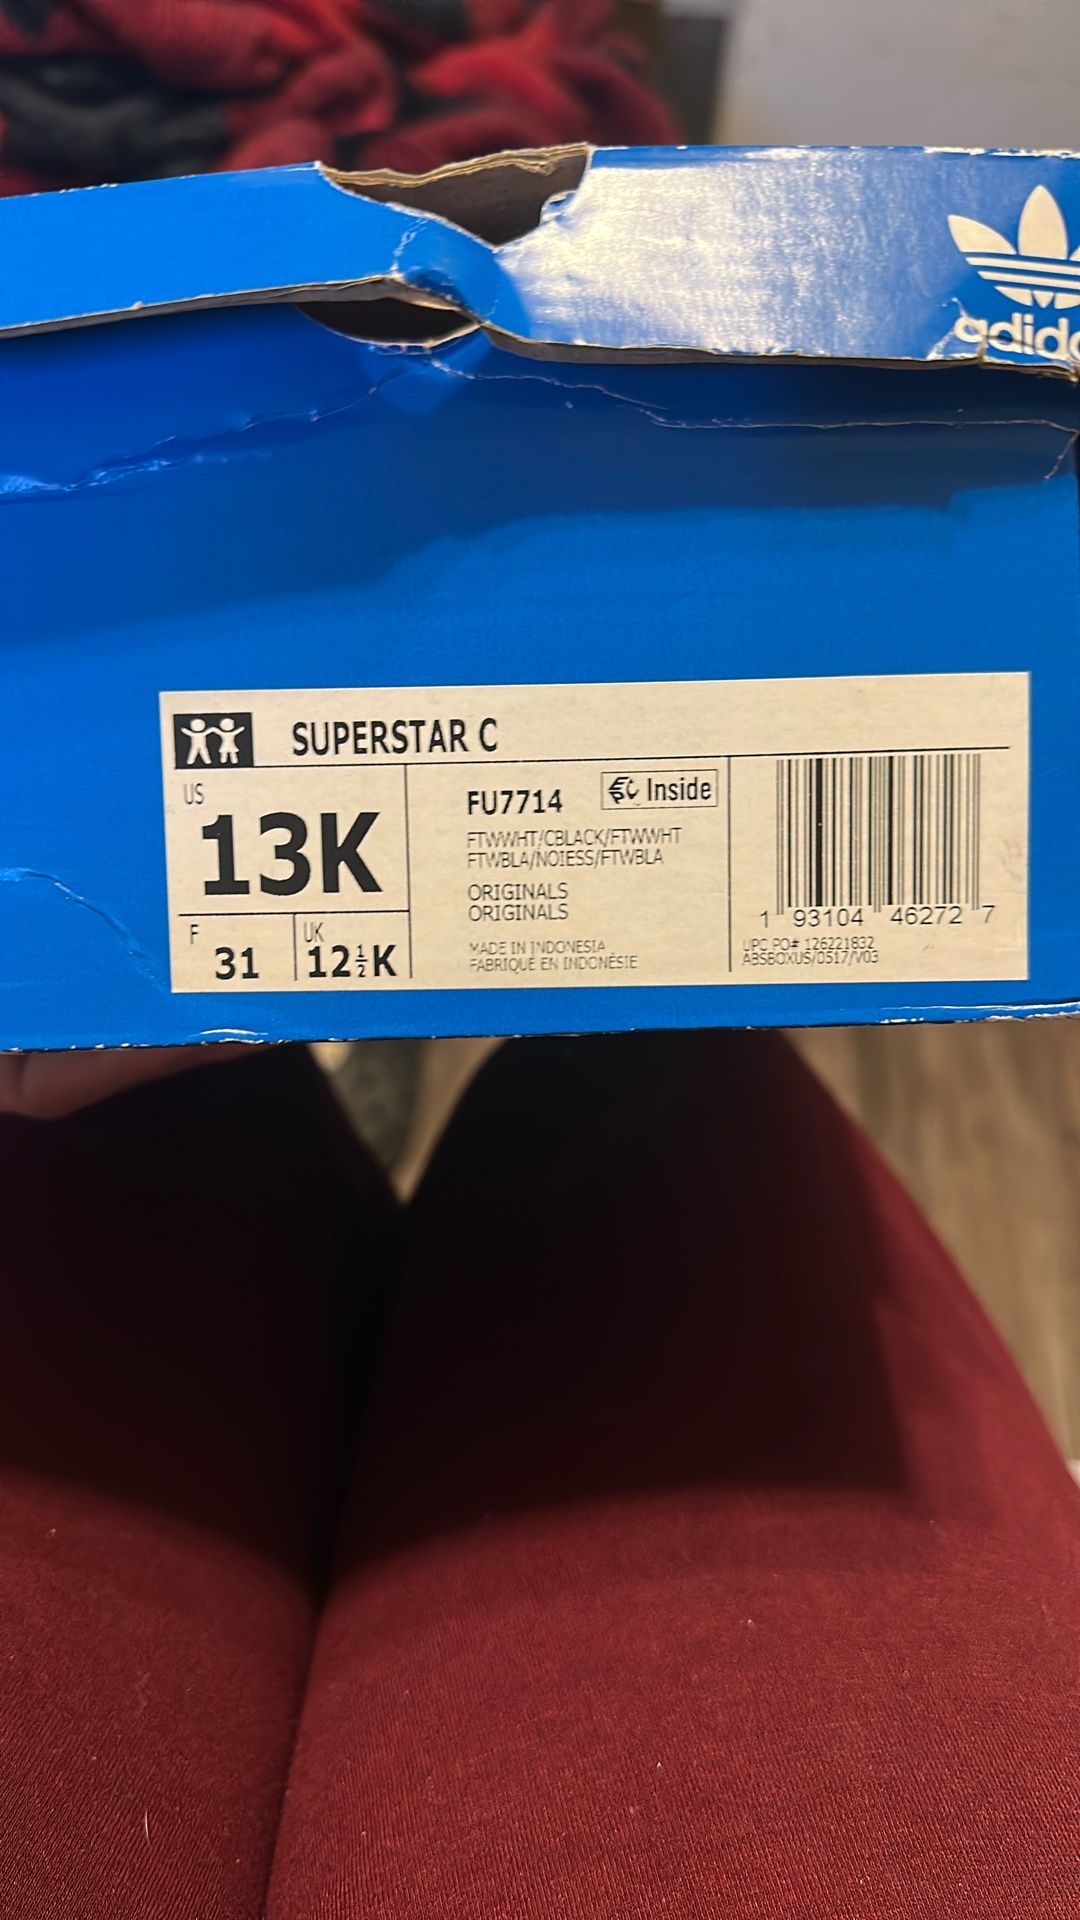 adidas
SUPERSTAR C
US
13K
F
31
UK
12½K
FU7714
Inside
FTWWHT/CBLACK/FTWWHT
FTWBLA/NOIESS/FTWBLA
ORIGINALS
ORIGINALS
MADE IN INDONESIA
FABRIQUÉ EN INDONÉSIE
1 93104 46272 7
UPC PO# 126221832
ABSBOXUS/0517/V03